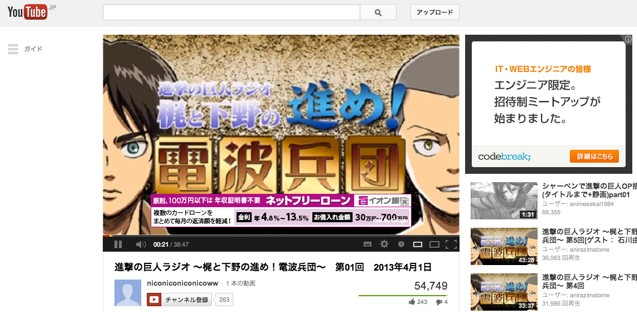 YouTube JP
アップロード
ガイド
進撃の巨人ラジオ
梶と下野の進め!
電波兵団
原則、100万円以下は 年収証明書不要 ネットフリーローン イオン銀
複数のカードローンを
まとめて毎月の返済額を軽減!
金利 年4.8%~13.5% お借入れ金額 30万円~700万円
00:21 / 38:47
進撃の巨人ラジオ ~梶と下野の進め!電波兵団~ 第01回 2013年4月1日
niconiconiconicoww · 1 本の動画
チャンネル登録 263
54,749
243 4
IT・WEBエンジニアの皆様
エンジニア限定。
招待制ミートアップが
始まりました。
codebreak;
詳細はこちら
シャーペンで進撃の巨人OP描
(タイトルまで+静画)part01
ユーザー: animeseikai1984
69,355
1:31
進撃の巨人ラジオ ~梶と下野
兵団~ 第5回[ゲスト: 石川由
ユーザー: anirazimatome
36,063 回再生
43:29
進撃の巨人ラジオ ~梶と下野
兵団~ 第4回
ユーザー: anirazimatome
31,986 回再生
33:37